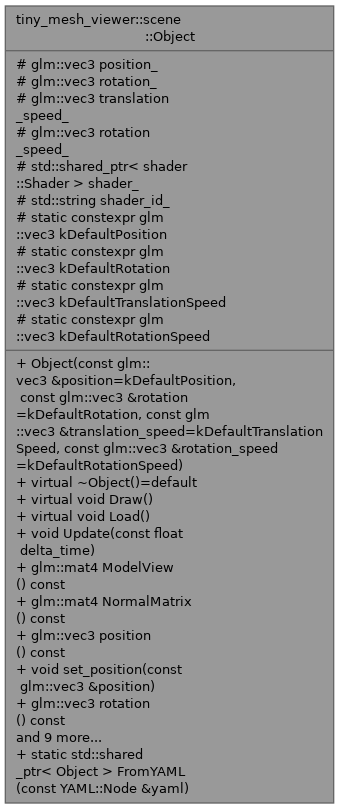 tiny_mesh_viewer::scene
::Object
# glm::vec3 position_
# glm::vec3 rotation_
# glm::vec3 translation
_speed_
# glm::vec3 rotation
_speed_
# std::shared_ptr< shader
::Shader > shader_
# std::string shader_id_
# static constexpr glm
::vec3 kDefaultPosition
# static constexpr glm
::vec3 kDefaultRotation
# static constexpr glm
::vec3 kDefaultTranslationSpeed
# static constexpr glm
::vec3 kDefaultRotationSpeed
+ Object(const glm::
vec3 &position=kDefaultPosition,
const glm::vec3 &rotation
=kDefaultRotation, const glm
::vec3 &translation_speed=kDefaultTranslation
Speed, const glm::vec3 &rotation_speed
=kDefaultRotationSpeed)
+ virtual ~Object()=default
+ virtual void Draw()
+ virtual void Load()
+ void Update(const float
delta_time)
+ glm::mat4 ModelView
() const
+ glm::mat4 NormalMatrix
() const
+ glm::vec3 position
() const
+ void set_position(const
glm::vec3 &position)
+ glm::vec3 rotation
() const
and 9 more...
+ static std::shared
_ptr< Object > FromYAML
(const YAML::Node &yaml)